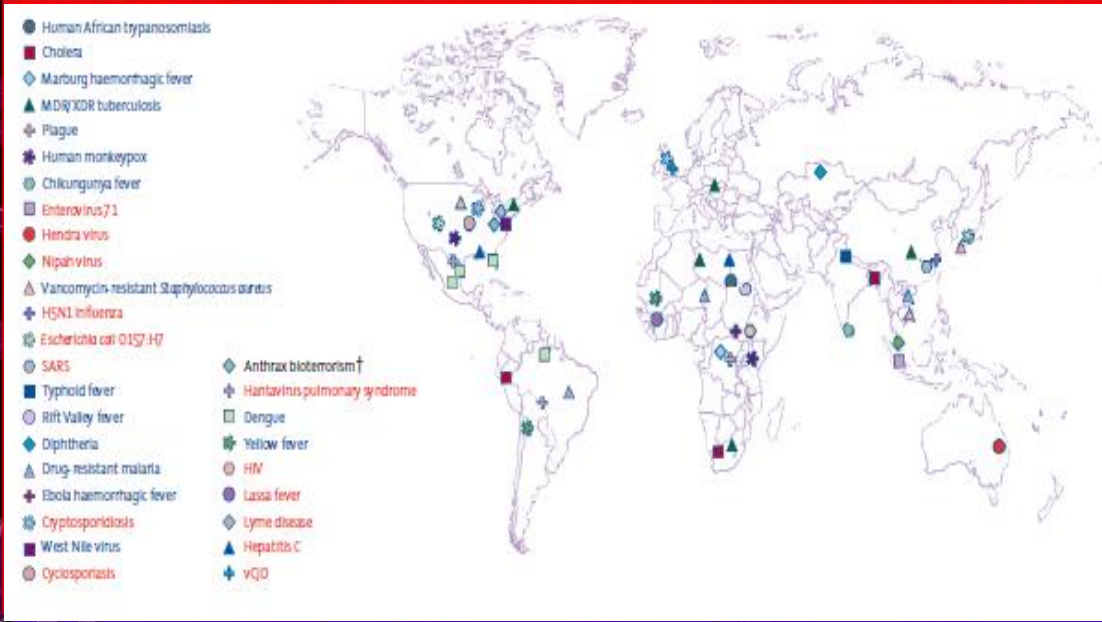 Human African trypanosomiasis
Cholera
Marburg haemorrhagic fever
MDR/XDR tuberculosis
Plague
Human monkeypox
Chikungunya fever
Enterovirus71
Hendra virus
Nipah virus
Vancomycin-resistant Staphylococcus aureus
H5N1 influenza
Escherichia coli O157:H7
SARS
Typhoid fever
Rift Valley fever
Diphtheria
Drug-resistant malaria
Ebola haemorrhagic fever
Cryptosporidiosis
West Nile virus
Cyclosporiasis
Anthrax bioterrorism†
Hantavirus pulmonary syndrome
Dengue
Yellow fever
HIV
Lassa fever
Lyme disease
Hepatitis C
vCJD